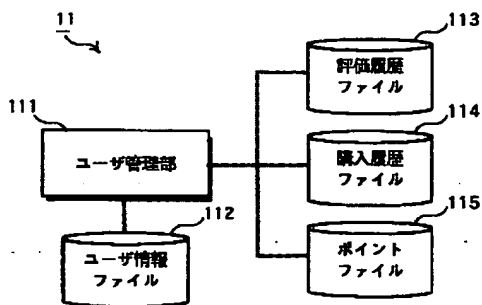 11
113
評価履歴
ファイル
111
114
ユーザ管理部
購入履歴
ファイル
112
115
ユーザ情報
ファイル
ポイント
ファイル